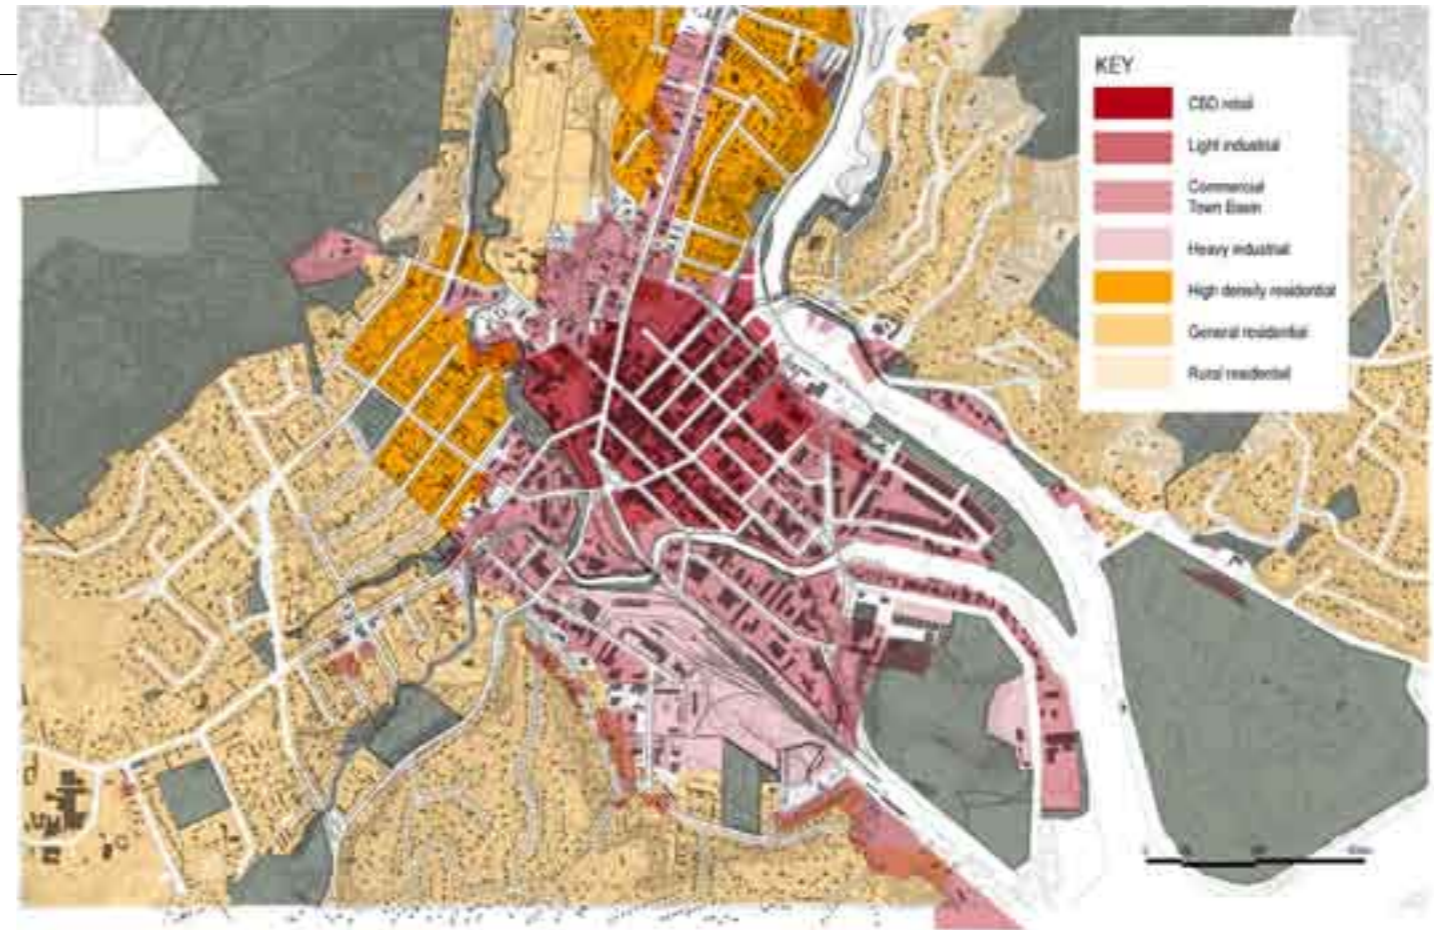 KEY
CBD retail
Light industrial
Commercial
Town Basin
Heavy industrial
High density residential
General residential
Rural residential